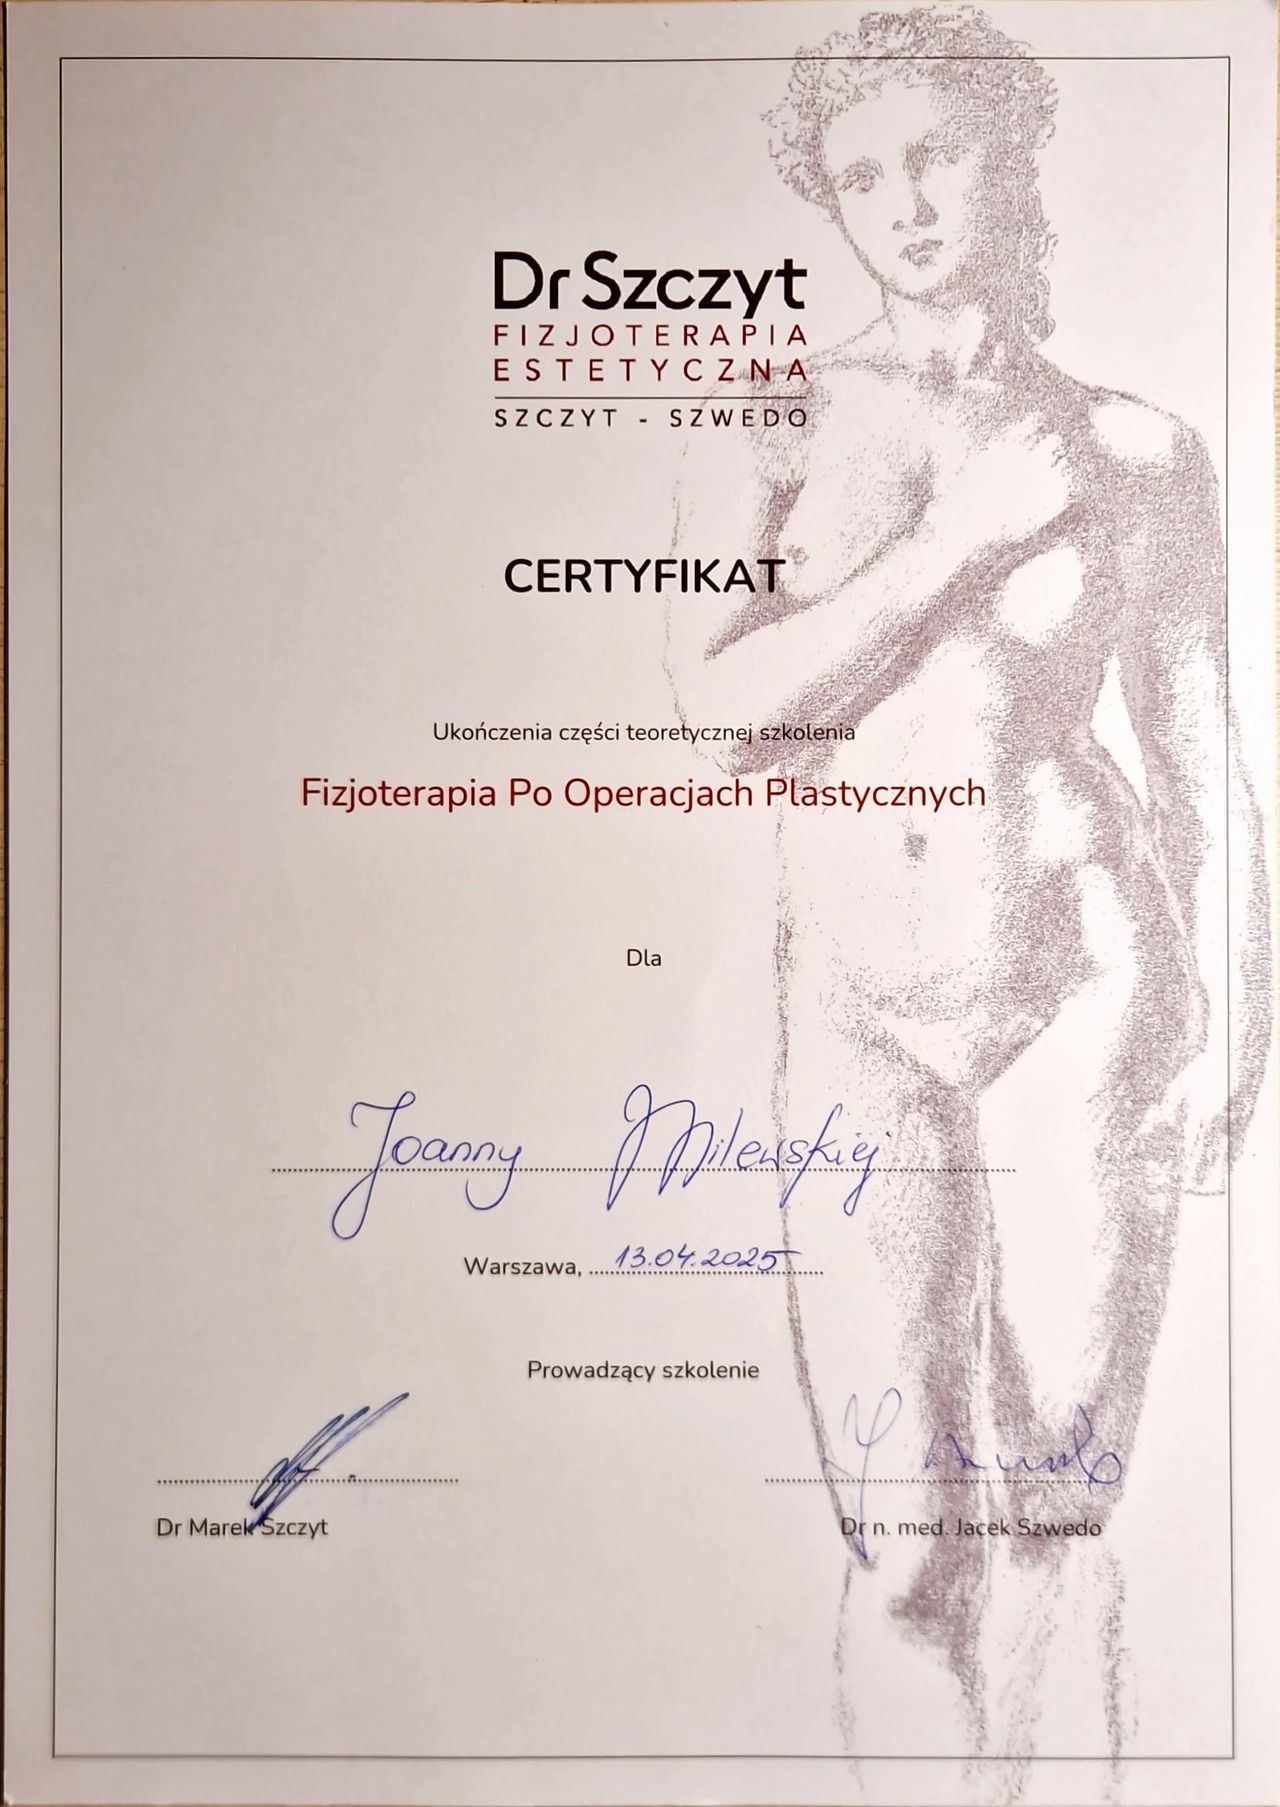 Dr Szczyt
FIZJOTERAPIA
ESTETYCZNA
SZCZYT - SZWEDO
CERTYFIKAT
Ukończenia części teoretycznej szkolenia
Fizjoterapia Po Operacjach Plastycznych
Dla
Joanny Milewskiej
Warszawa, 13.04.2025
Prowadzący szkolenie
Dr Marek Szczyt
Dr n. med. Jacek Szwedo